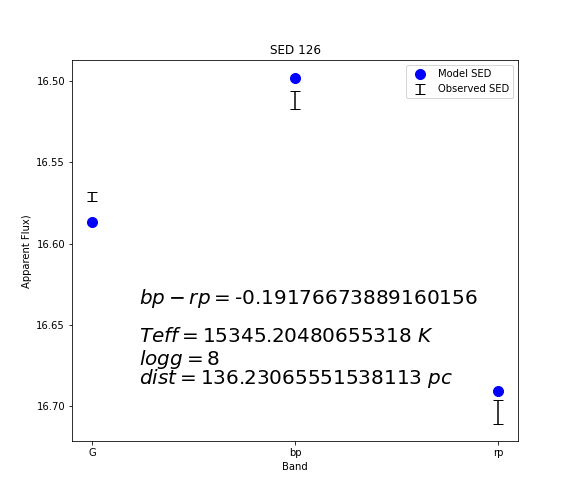 SED 126
Model SED
Observed SED
16.50
16.55
16.60
16.65
16.70
Apparent Flux)
bp − rp = -0.19176673889160156
Teff = 15345.20480655318 K
logg = 8
dist = 136.23065551538113 pc
G bp rp
Band